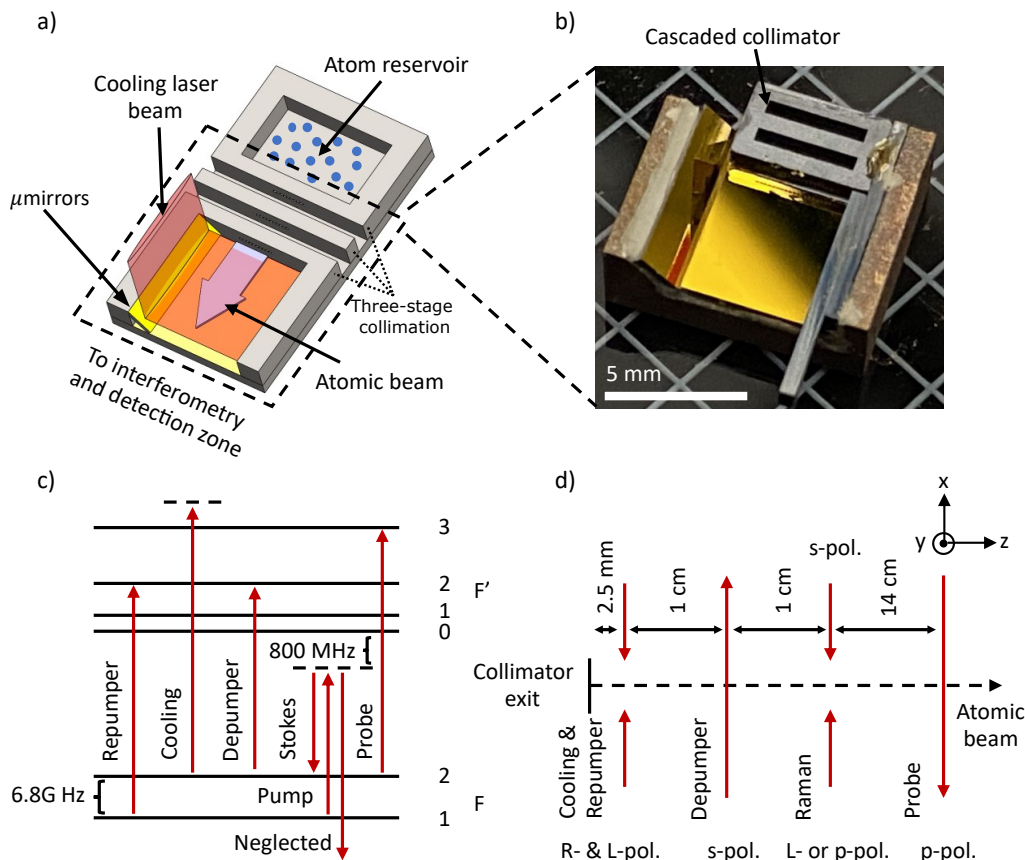 a)
Cooling laser
beam
Atom reservoir
μmirrors
Three-stage
collimation
Atomic beam
To interferometry
and detection zone
b)
Cascaded collimator
5 mm
c)
3
2
1
0
F'
800 MHz
Repumper
Cooling
Depumper
Stokes
Probe
2
6.8G Hz
Pump
F
1
Neglected
d)
x
y
z
s-pol.
2.5 mm
1 cm
1 cm
14 cm
Collimator
exit
Atomic
beam
Cooling &
Repumper
Depumper
Raman
Probe
R- & L-pol.
s-pol.
L- or p-pol.
p-pol.